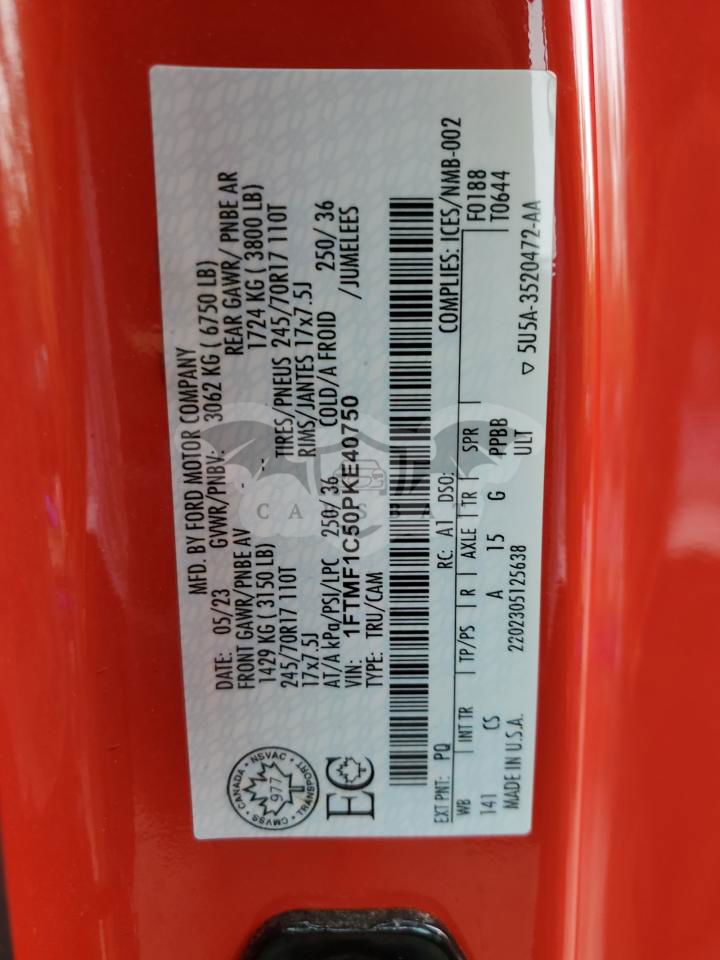 MFD. BY FORD MOTOR COMPANY
DATE: 05/23 GVWR/PNBV: 3062 KG ( 6750 LB)
FRONT GAWR/PNBE AV REAR GAWR/ PNBE AR
1429 KG ( 3150 LB) - -- 1724 KG ( 3800 LB)
245/70R17 110T TIRES/PNEUS 245/70R17 110T
17x7.5J RIMS/JANTES 17x7.5J
AT/A kPa/PSI/LPC 250/ 36 COLD/A FROID 250/ 36
VIN: 1FTMF1C50PKE40750 /JUMELEES
TYPE: TRU/CAM
CANADA • NSVAC • TRANSPORT • CMVSS •
977
EC
EXT PNT: PQ RC: A1 DSO: COMPLIES: ICES/NMB-002
WB INT TR TP/PS R AXLE TR SPR F0188
T0644
141 CS A 15 G PPBB
ULT
MADE IN U.S.A. 2202305125638 ▽ 5U5A-3520472-AA